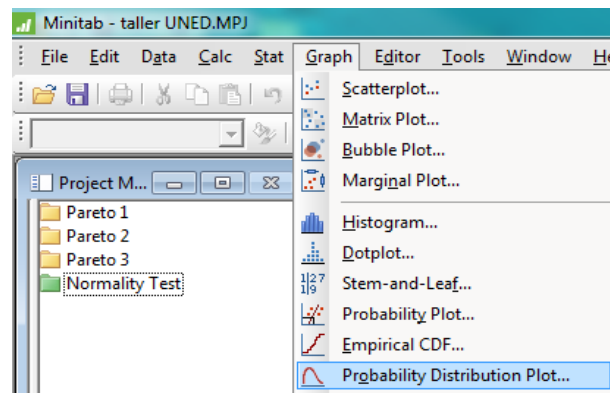 Minitab - taller UNED.MPJ
File Edit Data Calc Stat Graph Editor Tools Window He
Scatterplot...
Matrix Plot...
Bubble Plot...
Marginal Plot...
Project M...
Pareto 1
Pareto 2
Pareto 3
Normality Test
Histogram...
Dotplot...
Stem-and-Leaf...
Probability Plot...
Empirical CDF...
Probability Distribution Plot...